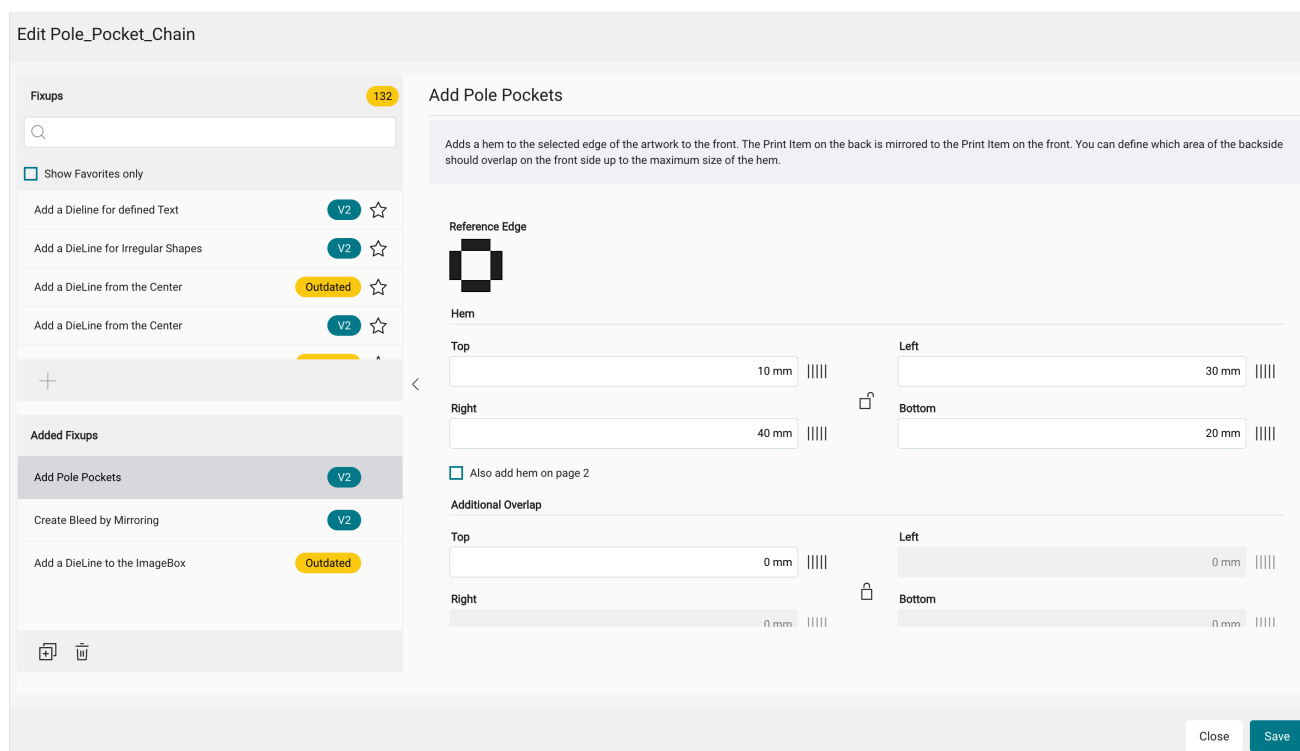 Edit Pole_Pocket_Chain
Fixups
132
Show Favorites only
Add a Dieline for defined Text
V2
Add a DieLine for Irregular Shapes
V2
Add a DieLine from the Center
Outdated
Add a DieLine from the Center
V2
Added Fixups
Add Pole Pockets
V2
Create Bleed by Mirroring
V2
Add a DieLine to the ImageBox
Outdated
Add Pole Pockets
Adds a hem to the selected edge of the artwork to the front. The Print Item on the back is mirrored to the Print Item on the front. You can define which area of the backside
should overlap on the front side up to the maximum size of the hem.
Reference Edge
Hem
Top
10 mm
Left
30 mm
Right
40 mm
Bottom
20 mm
Also add hem on page 2
Additional Overlap
Top
0 mm
Left
0 mm
Right
0 mm
Bottom
0 mm
Close
Save